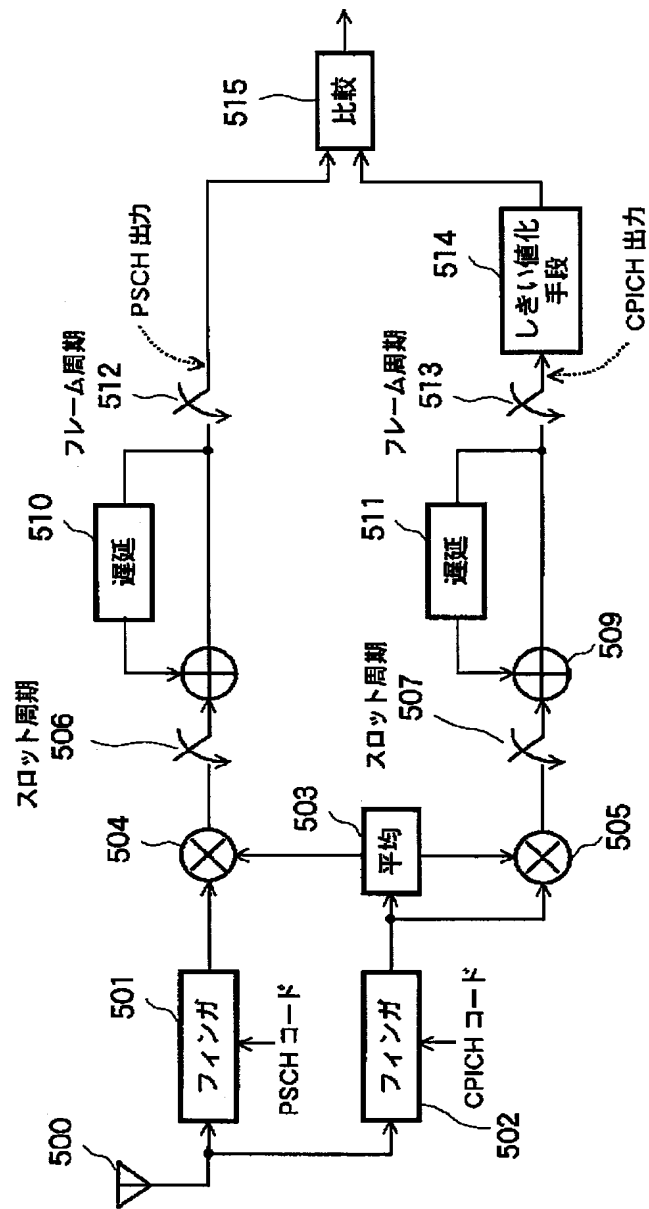 500
501
フィンガ
PSCH コード
フィンガ
502
CPICH コード
504
503
平均
505
スロット周期
506
スロット周期
507
509
510
遅延
511
遅延
フレーム周期
512
フレーム周期
513
PSCH 出力
514
しきい値化
手段
CPICH 出力
515
比較